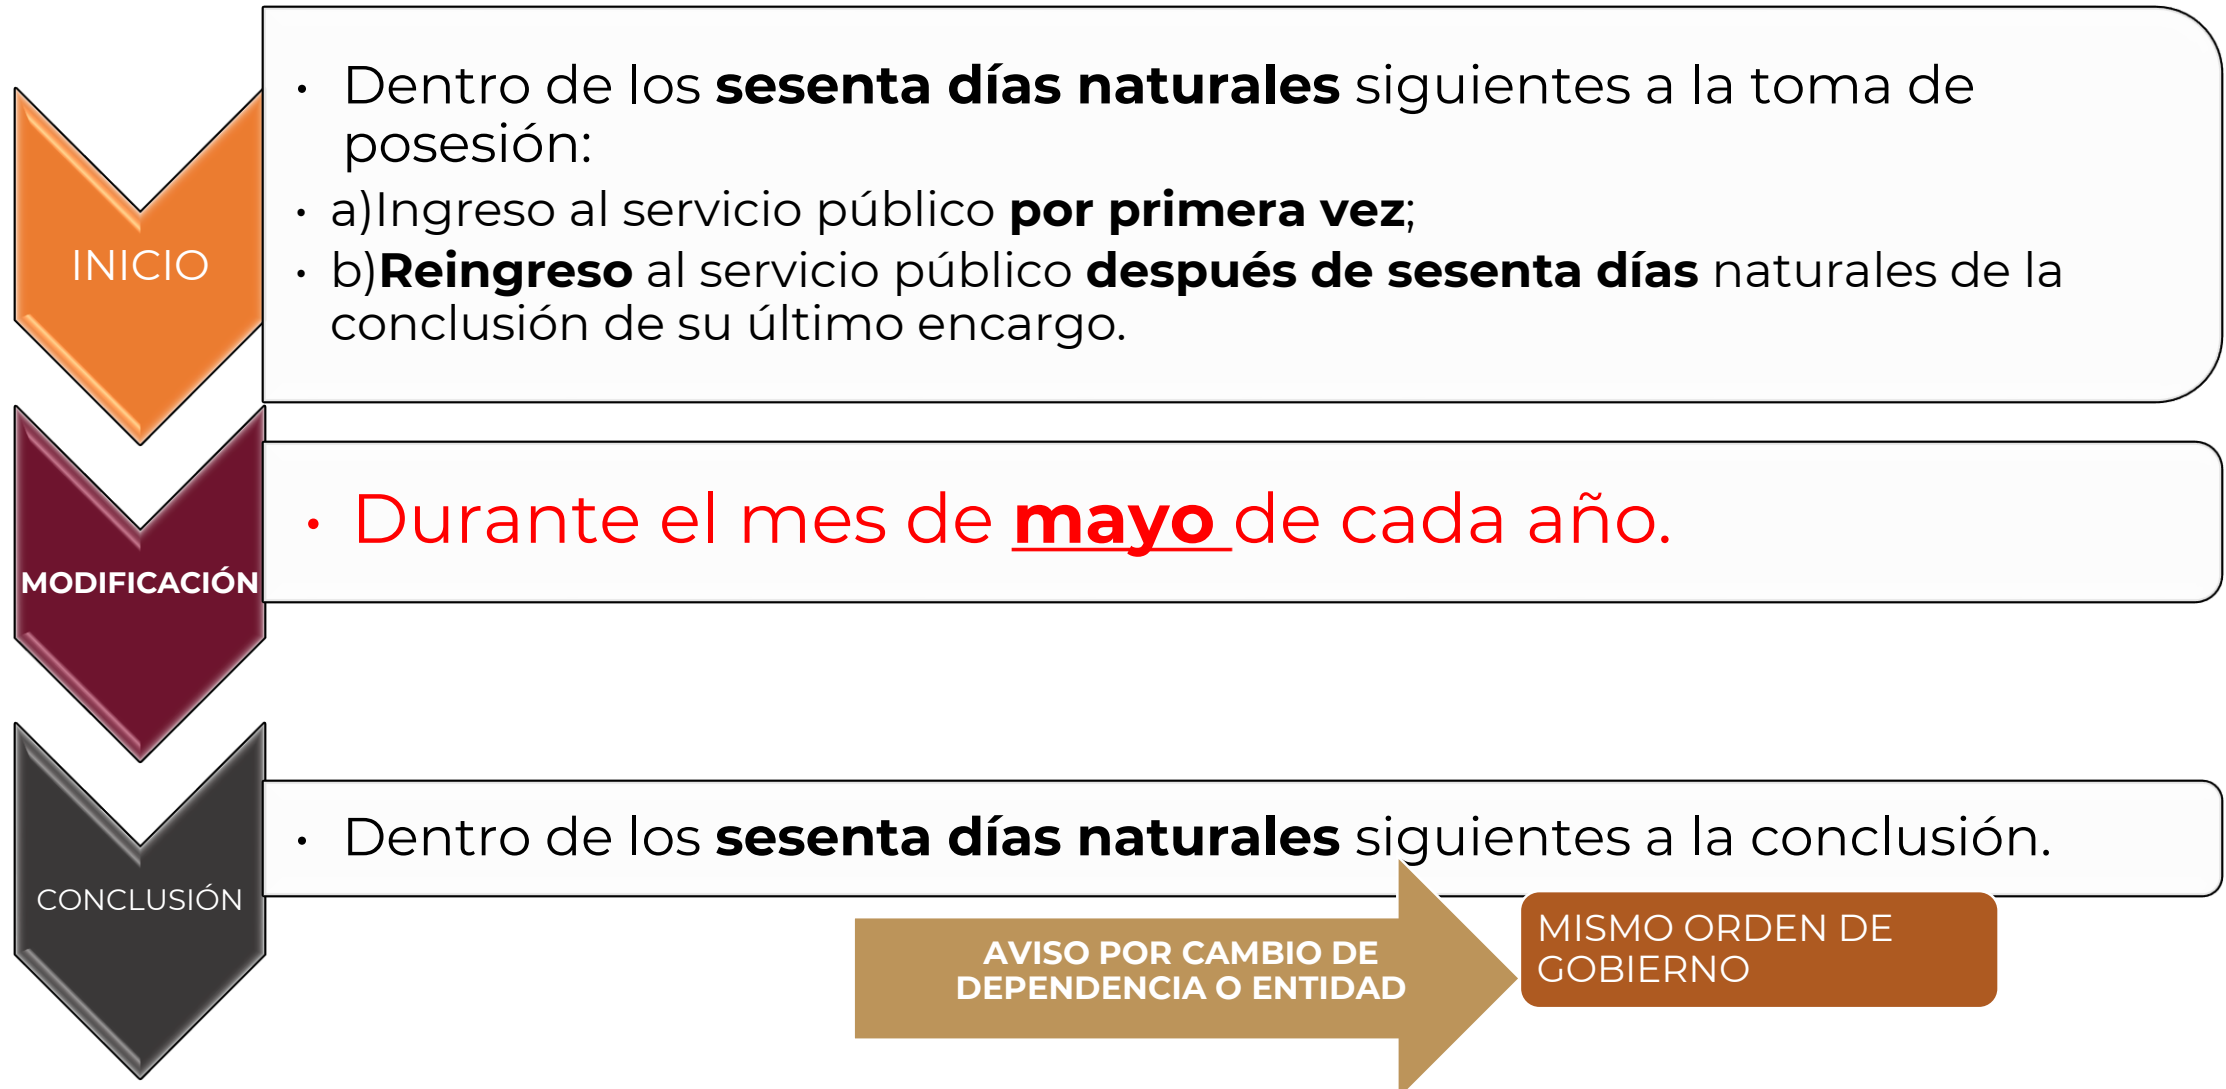 INICIO
• Dentro de los sesenta días naturales siguientes a la toma de
posesión:
• a)Ingreso al servicio público por primera vez;
• b)Reingreso al servicio público después de sesenta días naturales de la
conclusión de su último encargo.
MODIFICACIÓN
• Durante el mes de mayo de cada año.
CONCLUSIÓN
• Dentro de los sesenta días naturales siguientes a la conclusión.
AVISO POR CAMBIO DE
DEPENDENCIA O ENTIDAD
MISMO ORDEN DE
GOBIERNO